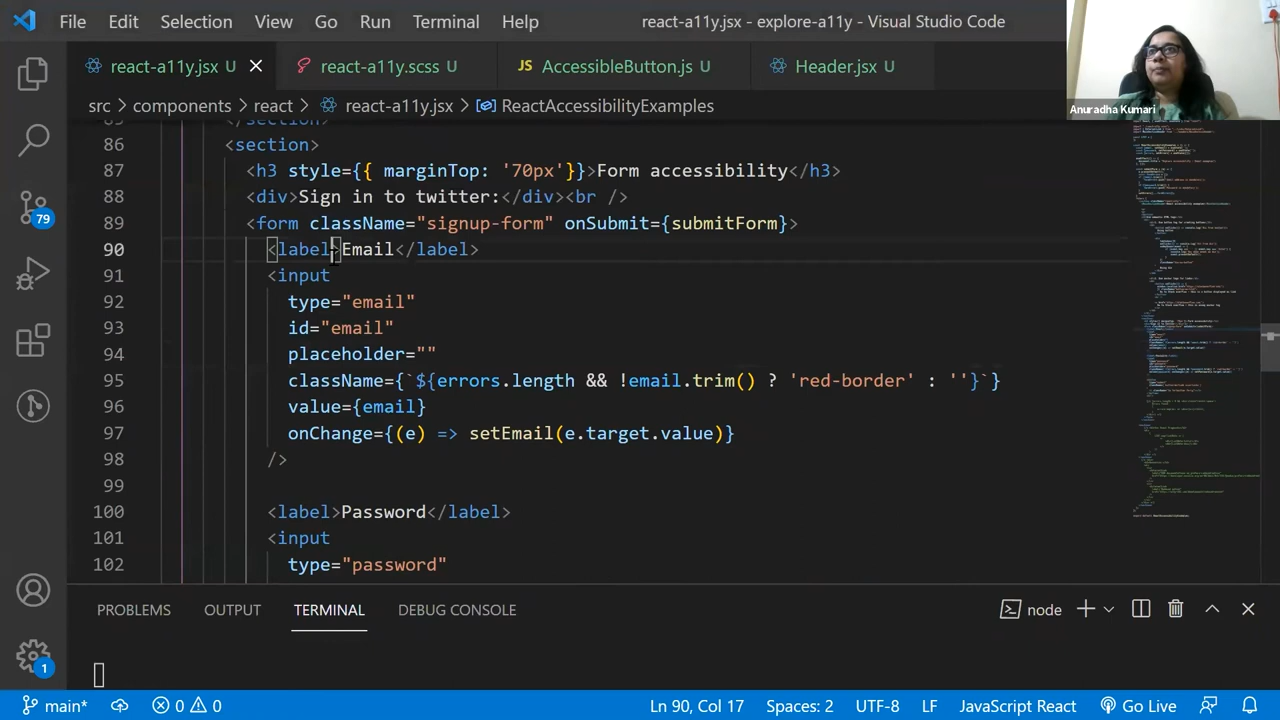 File Edit Selection View Go Run Terminal Help react-a11y.jsx - explore-a11y - Visual Studio Code
Anuradha Kumari
react-a11y.jsx U react-a11y.scss U JS AccessibleButton.js U Header.jsx U
src > components > react > react-a11y.jsx > ReactAccessibilityExamples
85 </section>
86 <section>
87 <h3 style={{ marginTop: '70px'}}>Form accessibility</h3>
88 <div>Sign in to twitter:</div><br />
89 <form className="signup-form" onSubmit={submitForm}>
90 <label>Email</label>
91 <input
92 type="email"
93 id="email"
94 placeholder=""
95 className={`${errors.length && !email.trim() ? 'red-border' : ''}`}
96 value={email}
97 onChange={(e) => setEmail(e.target.value)}
98 />
99
100 <label>Password</label>
101 <input
102 type="password"
79
1
PROBLEMS OUTPUT TERMINAL DEBUG CONSOLE node
main* 0 0 Ln 90, Col 17 Spaces: 2 UTF-8 LF JavaScript React Go Live